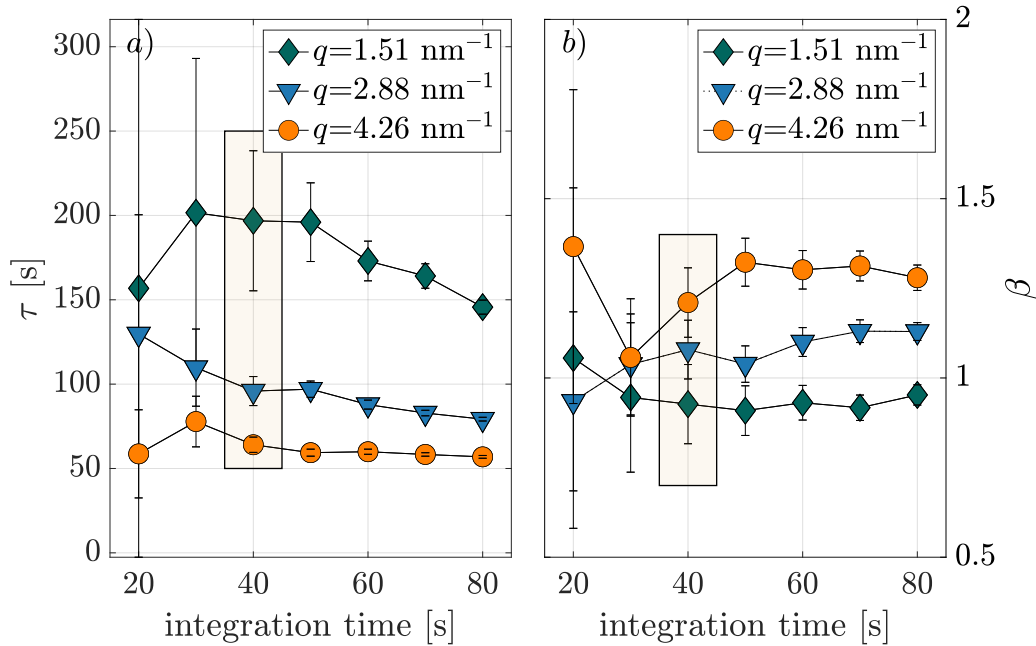 a)
q=1.51 nm⁻¹
q=2.88 nm⁻¹
q=4.26 nm⁻¹
300
250
200
150
100
50
0
τ [s]
20 40 60 80
integration time [s]
b)
q=1.51 nm⁻¹
q=2.88 nm⁻¹
q=4.26 nm⁻¹
2
1.5
1
0.5
β
20 40 60 80
integration time [s]